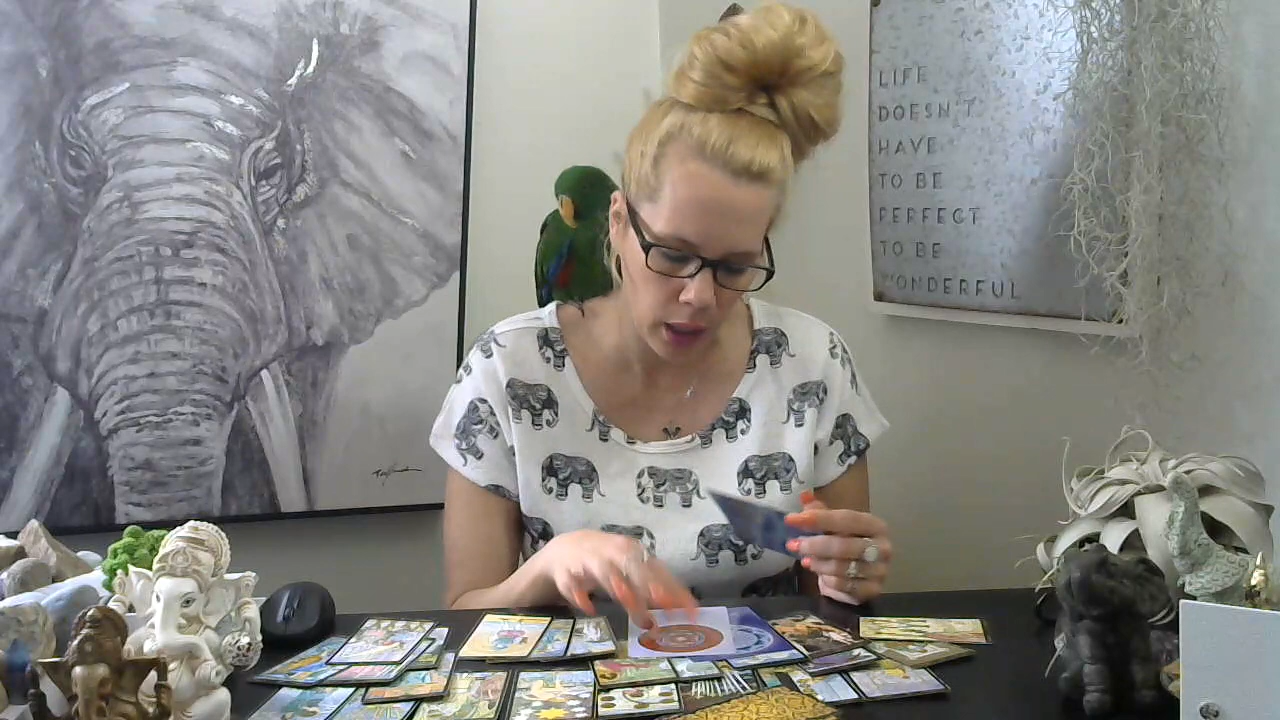 LIFE
DOESN'T
HAVE
TO BE
PERFECT
TO BE
WONDERFUL